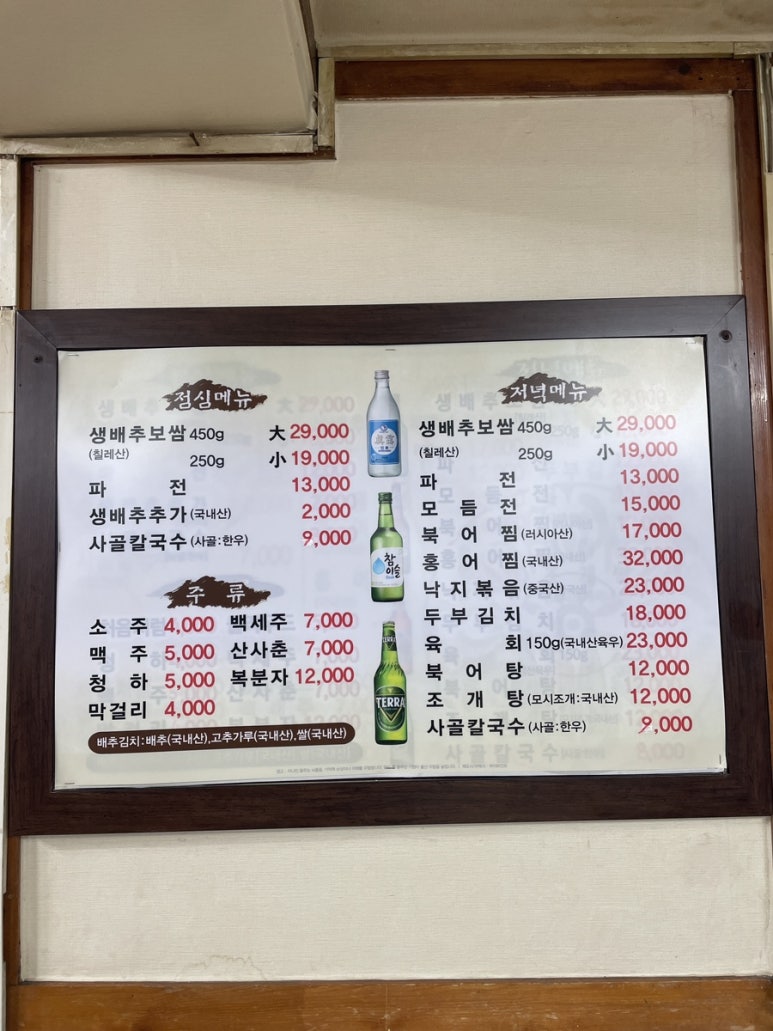 점심메뉴
생배추보쌈 450g 大 29,000
(칠레산) 250g 小 19,000
파 전 13,000
생배추추가 (국내산) 2,000
사골칼국수 (사골:한우) 9,000
주 류
소 주 4,000 백세주 7,000
맥 주 5,000 산사춘 7,000
청 하 5,000 복분자 12,000
막걸리 4,000
배추김치:배추(국내산),고추가루(국내산),쌀(국내산)
眞露
참이슬
TERRA
TERRA
저녁메뉴
생배추보쌈 450g 大 29,000
(칠레산) 250g 小 19,000
파 전 13,000
모 듬 전 15,000
북 어 찜 (러시아산) 17,000
홍 어 찜 (국내산) 32,000
낙지볶음 (중국산) 23,000
두부김치 18,000
육 회 150g(국내산육우) 23,000
북 어 탕 12,000
조 개 탕 (모시조개:국내산) 12,000
사골칼국수 (사골:한우) 9,000